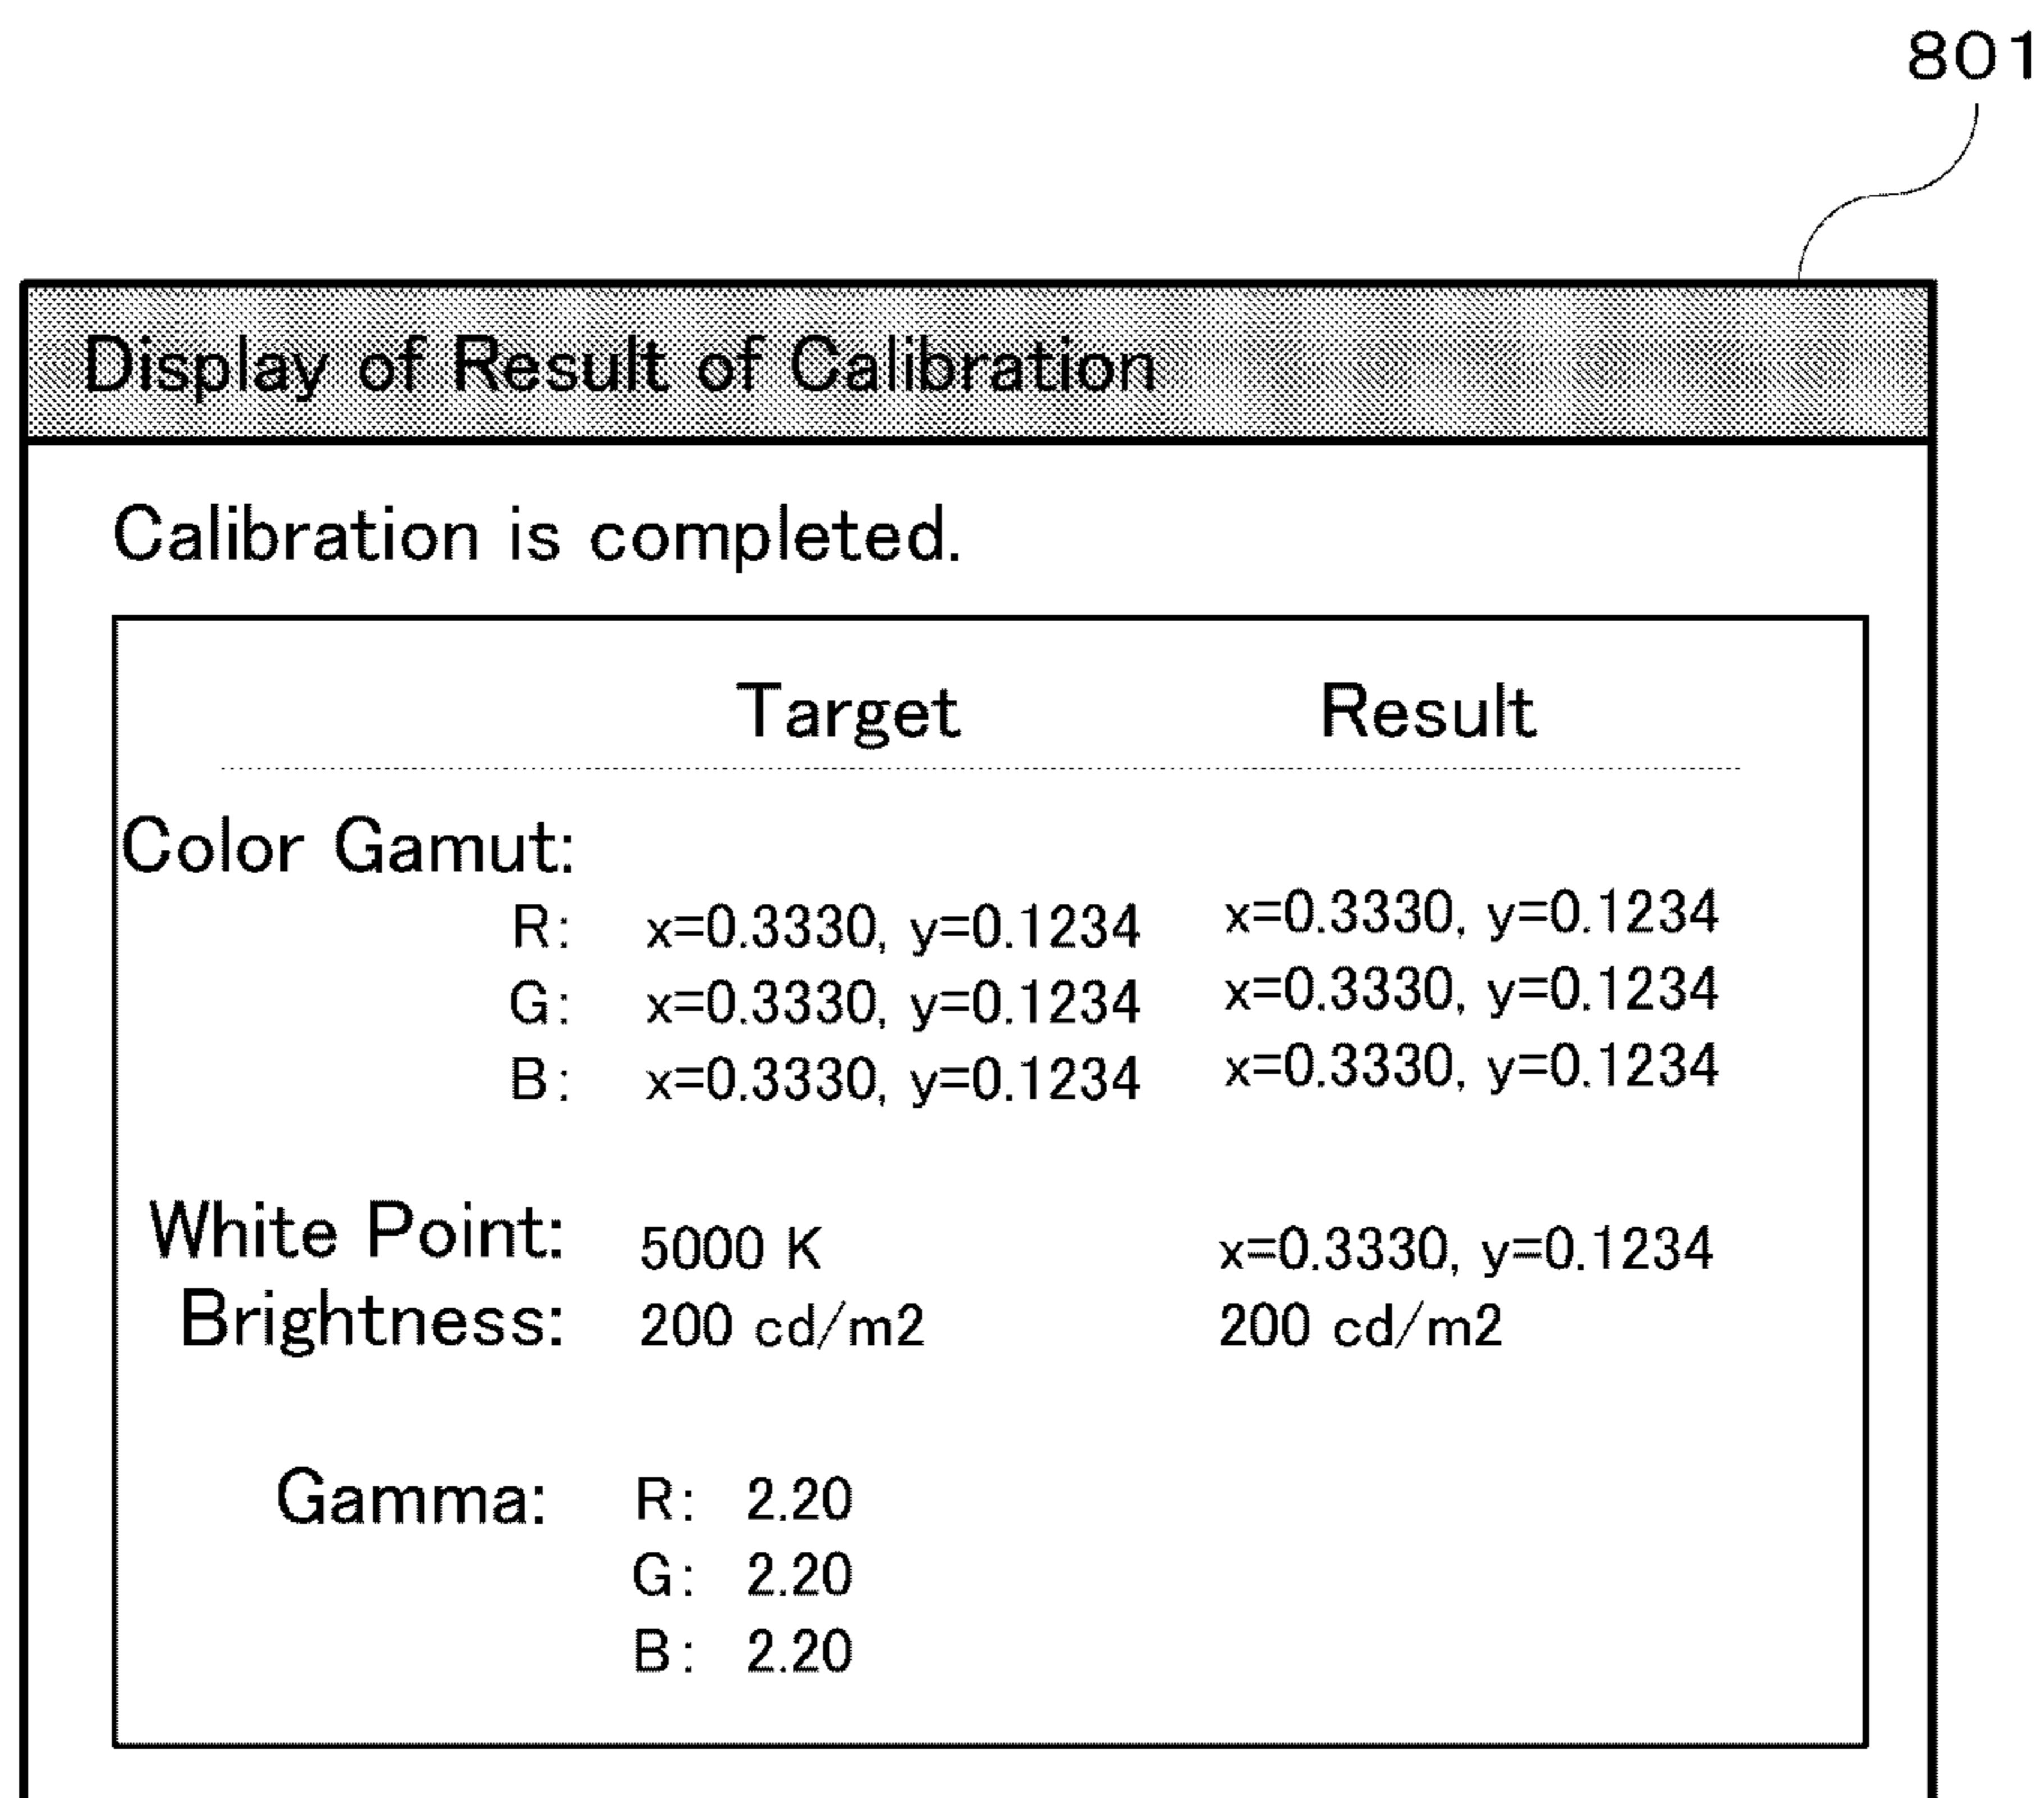 801
Display of Result of Calibration
Calibration is completed.
Target Result
Color Gamut:
R: x=0.3330, y=0.1234 x=0.3330, y=0.1234
G: x=0.3330, y=0.1234 x=0.3330, y=0.1234
B: x=0.3330, y=0.1234 x=0.3330, y=0.1234
White Point: 5000 K x=0.3330, y=0.1234
Brightness: 200 cd/m2 200 cd/m2
Gamma: R: 2.20
G: 2.20
B: 2.20